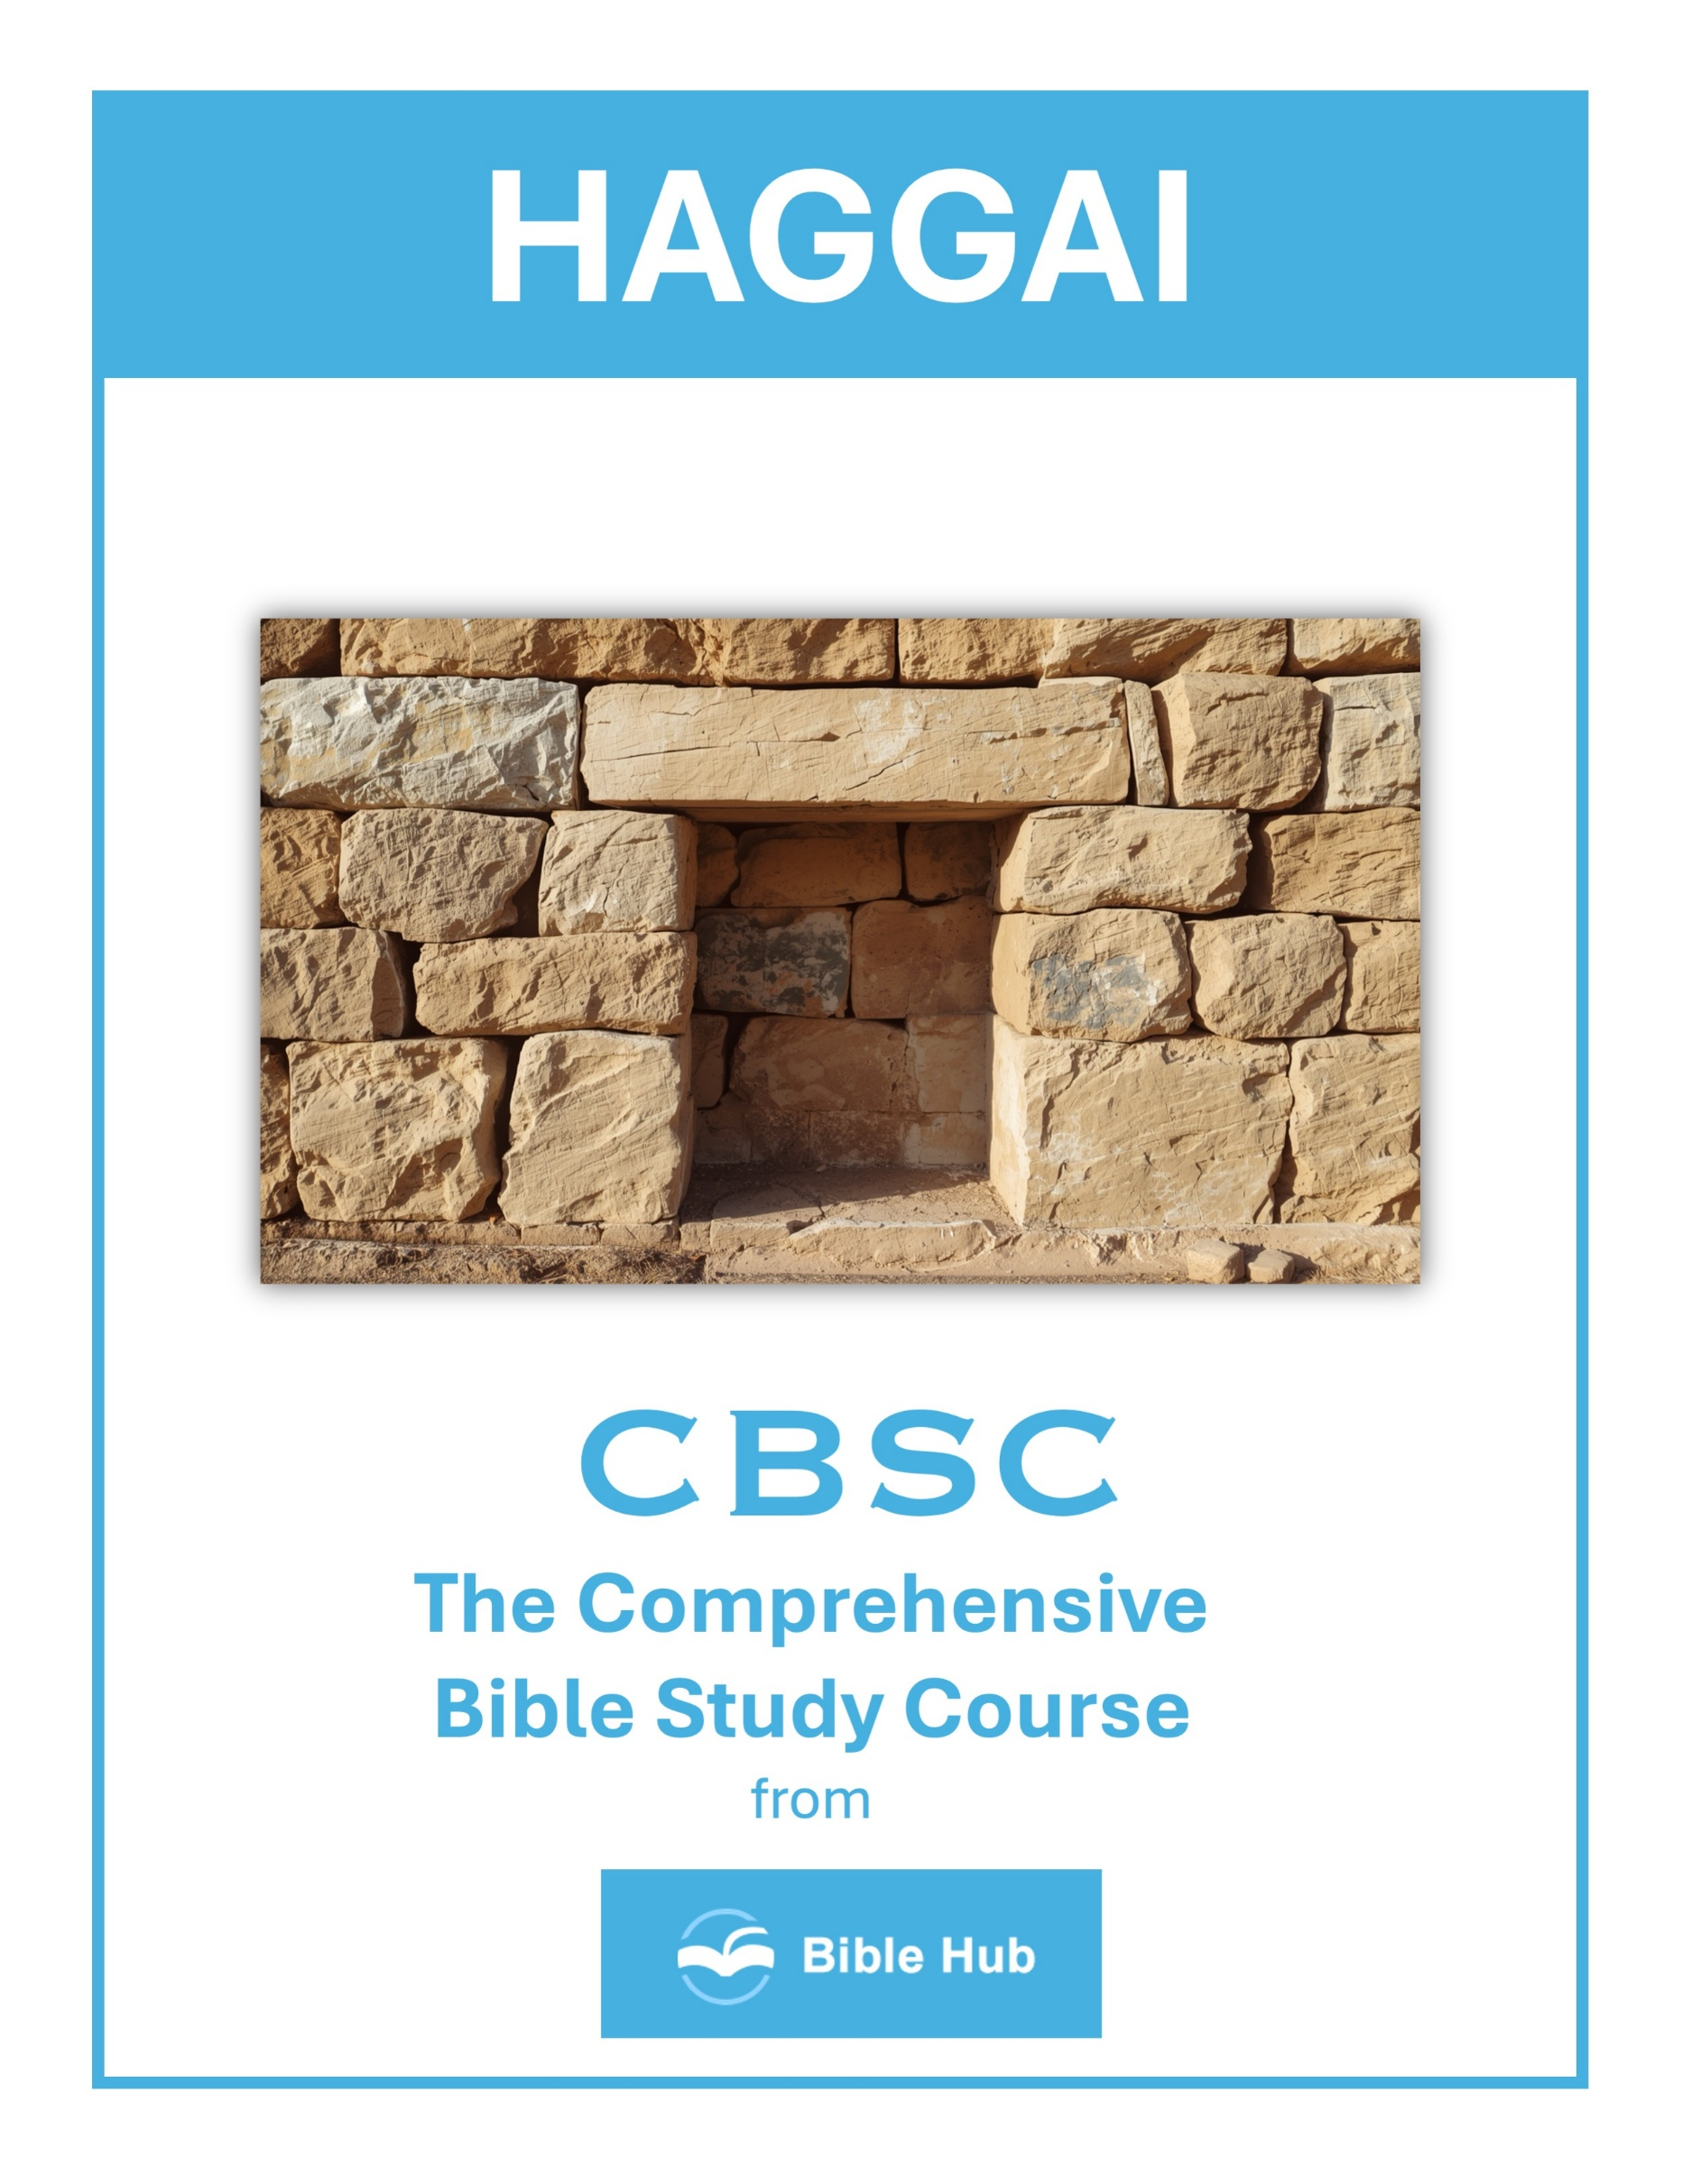 HAGGAI
CBSC
The Comprehensive
Bible Study Course
from
Bible Hub